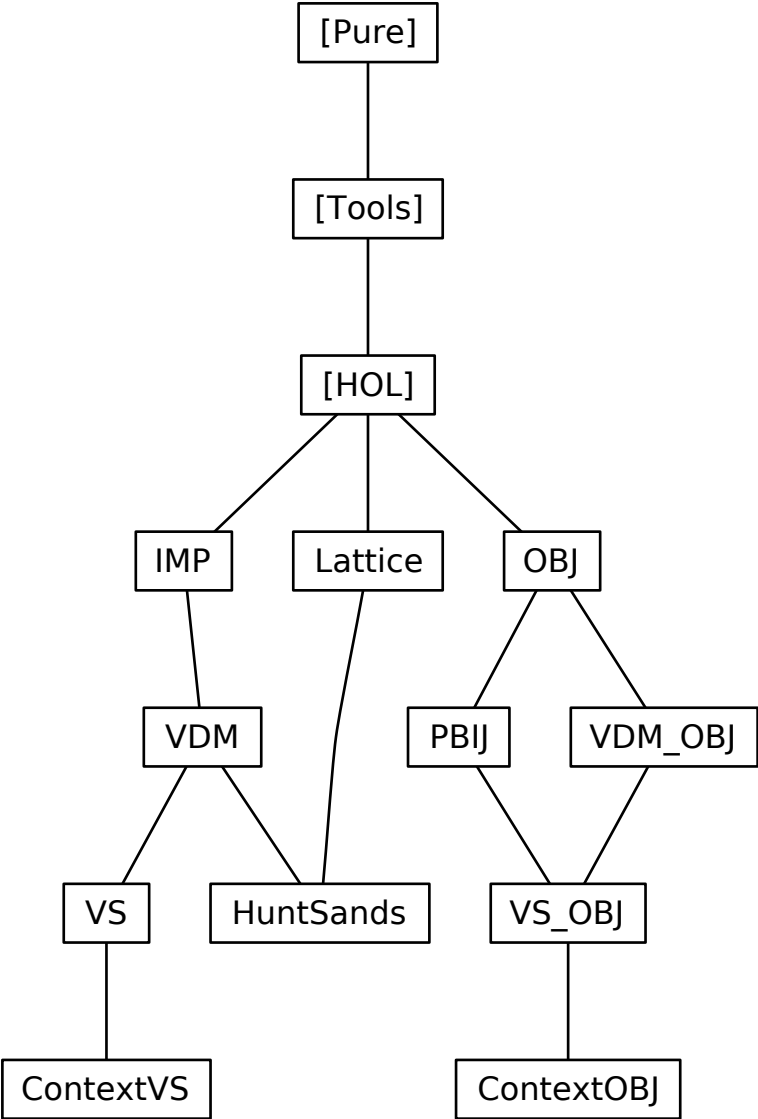 [Pure]
[Tools]
[HOL]
IMP
Lattice
OBJ
VDM
PBIJ
VDM_OBJ
VS
HuntSands
VS_OBJ
ContextVS
ContextOBJ